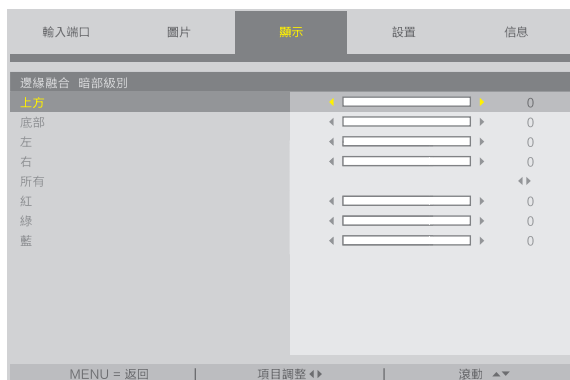 輸入端口 圖片 顯示 設置 信息
邊緣融合 暗部級別
上方 0
底部 0
左 0
右 0
所有
紅 0
綠 0
藍 0
MENU = 返回 | 項目調整 | 滾動